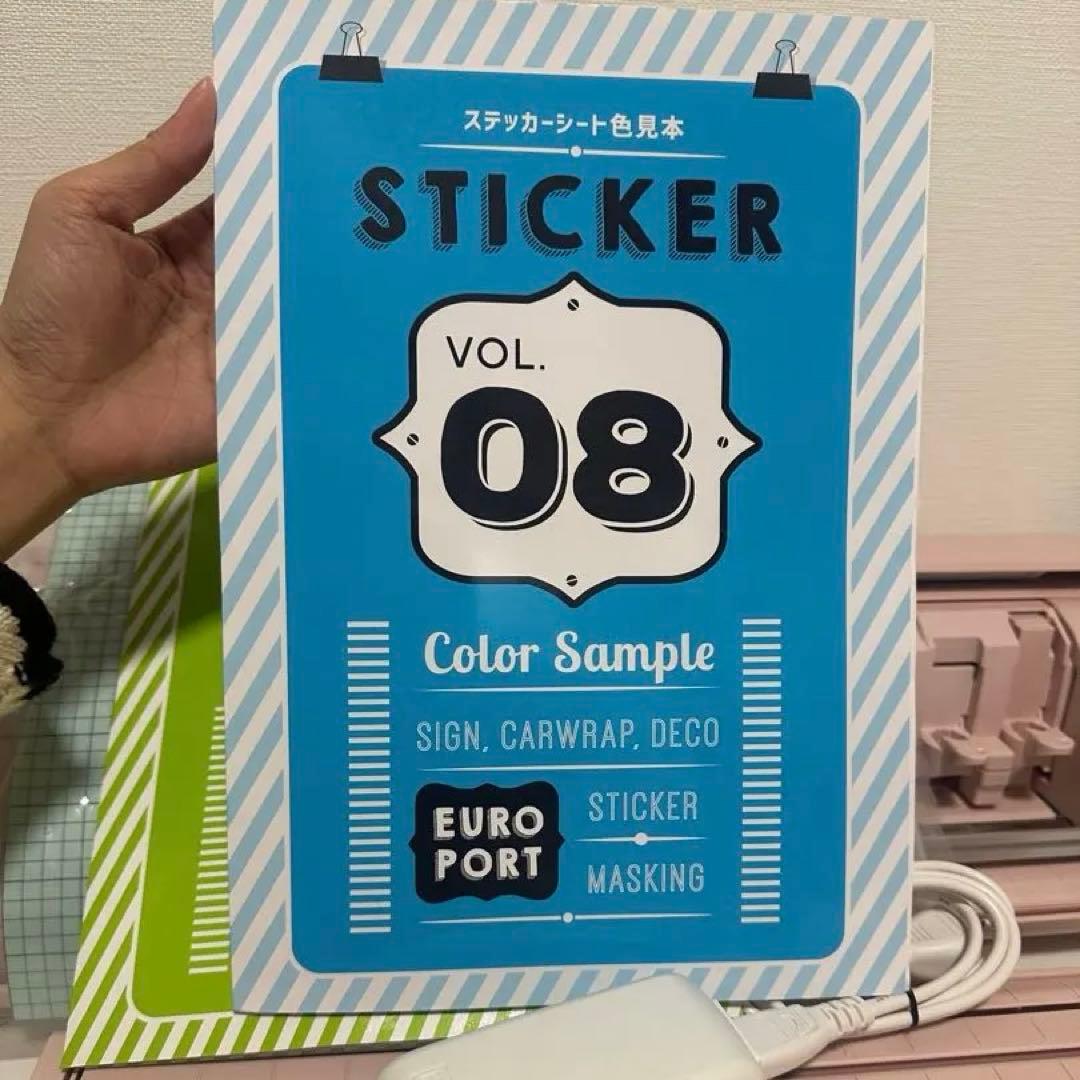 ステッカーシート色見本
STICKER
VOL.
08
Color Sample
SIGN, CARWRAP, DECO
EURO
PORT
STICKER
MASKING